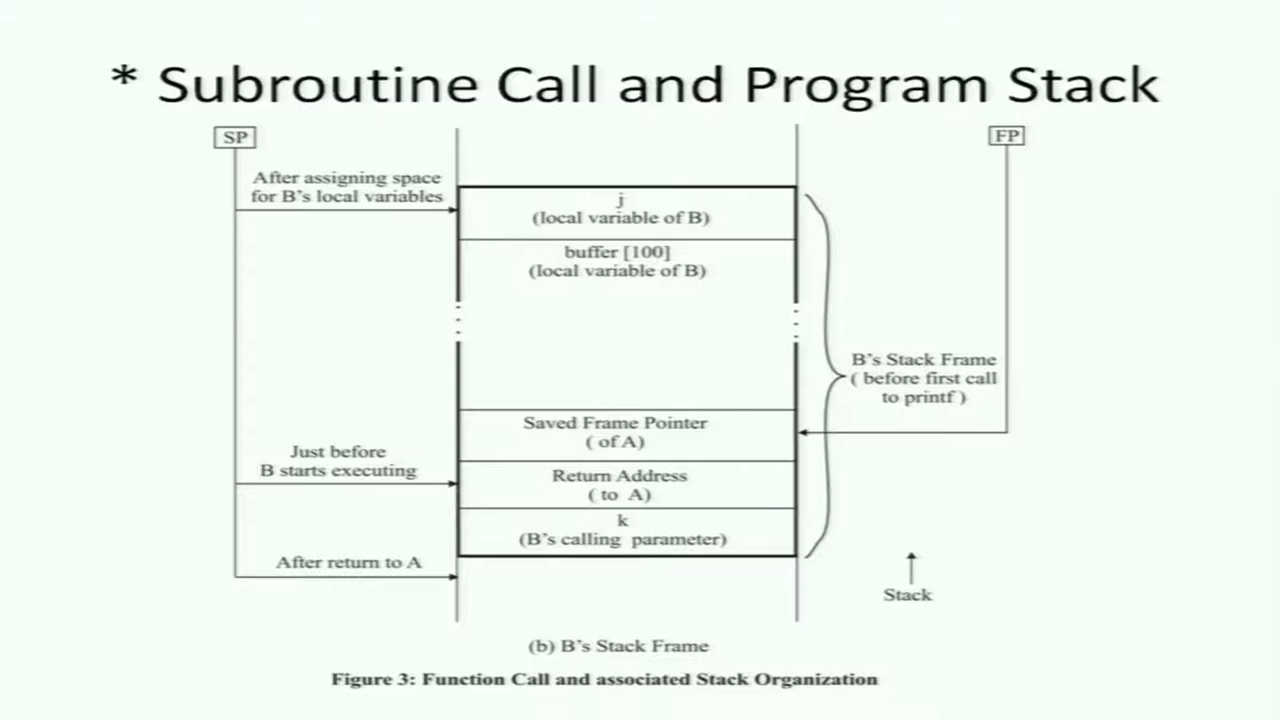 * Subroutine Call and Program Stack
SP
FP
After assigning space
for B's local variables
j
(local variable of B)
buffer [100]
(local variable of B)
B's Stack Frame
( before first call
to printf )
Saved Frame Pointer
( of A)
Just before
B starts executing
Return Address
( to A)
k
(B's calling parameter)
After return to A
Stack
(b) B's Stack Frame
Figure 3: Function Call and associated Stack Organization